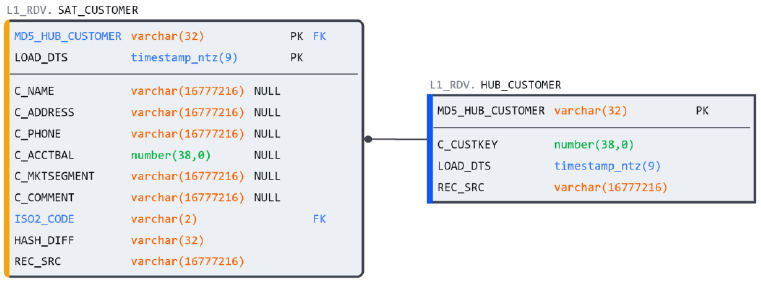 L1_RDV. SAT_CUSTOMER
MD5_HUB_CUSTOMER varchar(32) PK FK
LOAD_DTS timestamp_ntz(9) PK
C_NAME varchar(16777216) NULL
C_ADDRESS varchar(16777216) NULL
C_PHONE varchar(16777216) NULL
C_ACCTBAL number(38,0) NULL
C_MKTSEGMENT varchar(16777216) NULL
C_COMMENT varchar(16777216) NULL
ISO2_CODE varchar(2) FK
HASH_DIFF varchar(32)
REC_SRC varchar(16777216)
L1_RDV. HUB_CUSTOMER
MD5_HUB_CUSTOMER varchar(32) PK
C_CUSTKEY number(38,0)
LOAD_DTS timestamp_ntz(9)
REC_SRC varchar(16777216)